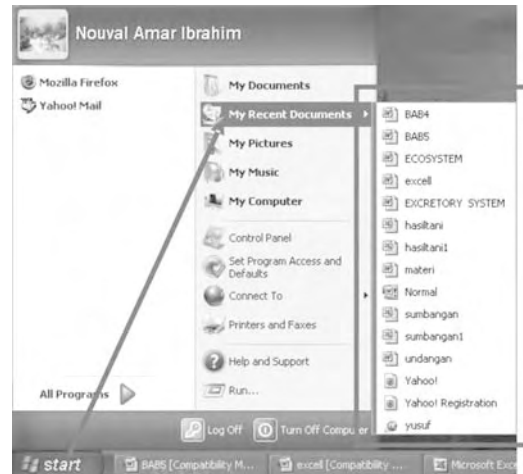 Nouval Amar Ibrahim
Mozilla Firefox
Yahoo! Mail
All Programs
My Documents
My Recent Documents
My Pictures
My Music
My Computer
Control Panel
Set Program Access and
Defaults
Connect To
Printers and Faxes
Help and Support
Run...
BAB4
BAB5
ECOSYSTEM
excell
EXCRETORY SYSTEM
hasiltani
hasiltani1
materi
Normal
sumbangan
sumbangan1
undangan
Yahoo!
Yahoo! Registration
yusuf
Log Off
Turn Off Computer
start
BAB5 [Compatibility M...
excell [Compatibility ...
Microsoft Exc